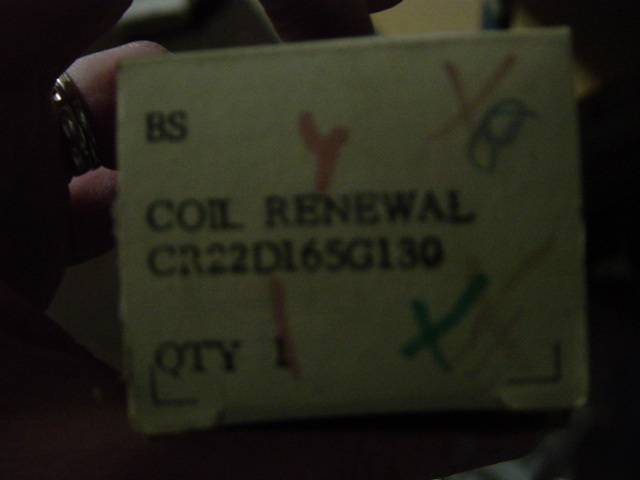 BS
COIL RENEWAL
CR22D165G130
QTY 1